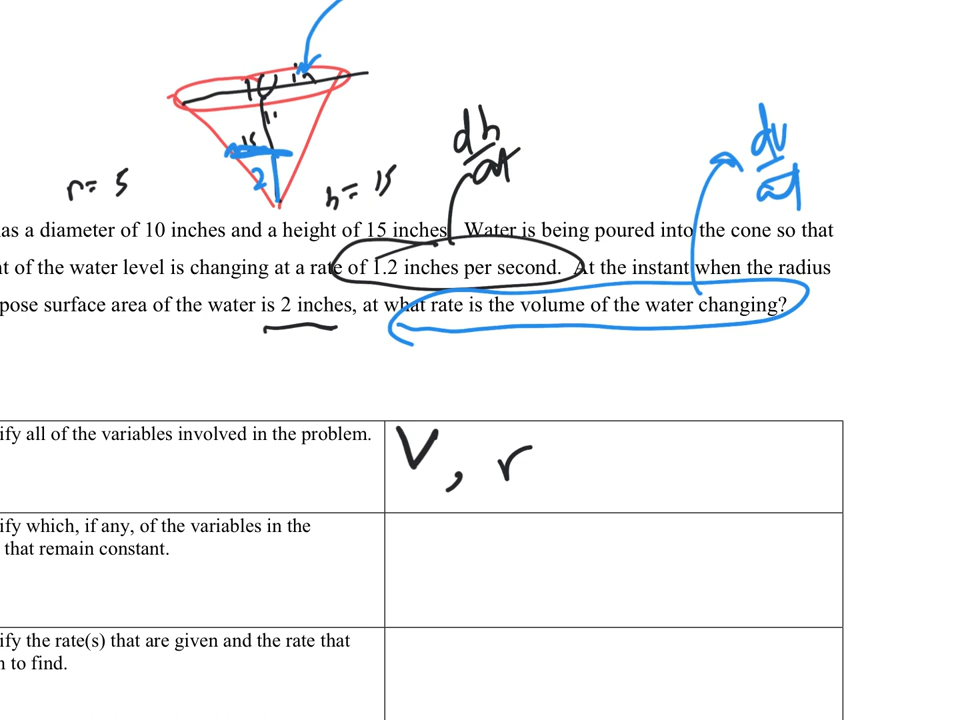 10 in
15
2
dh
dt
dv
dt
r = 5
h = 15
as a diameter of 10 inches and a height of 15 inches. Water is being poured into the cone so that
t of the water level is changing at a rate of 1.2 inches per second. At the instant when the radius
pose surface area of the water is 2 inches, at what rate is the volume of the water changing?
ify all of the variables involved in the problem.
V, r
ify which, if any, of the variables in the
that remain constant.
ify the rate(s) that are given and the rate that
to find.